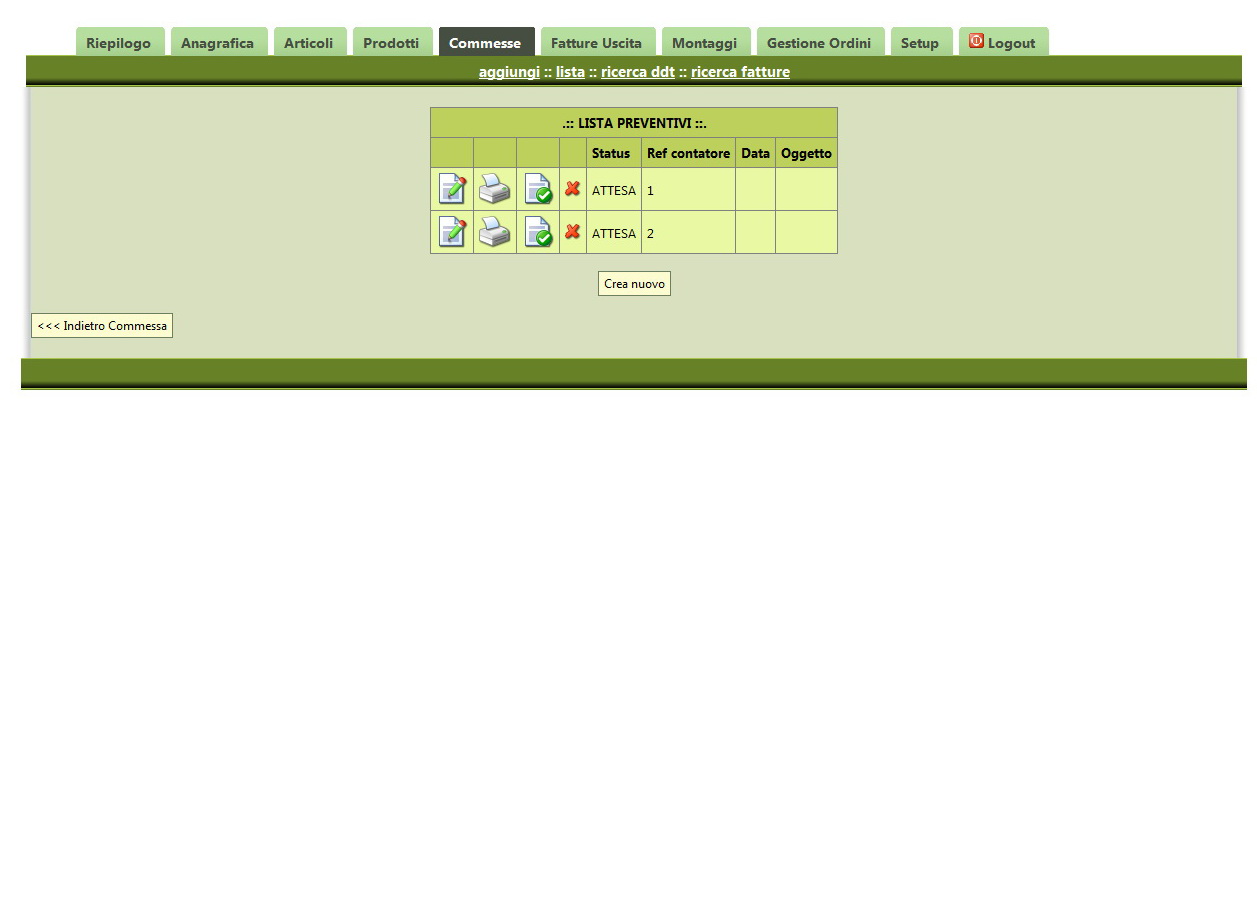 Riepilogo Anagrafica Articoli Prodotti Commesse Fatture Uscita Montaggi Gestione Ordini Setup Logout
aggiungi :: lista :: ricerca ddt :: ricerca fatture
.:: LISTA PREVENTIVI ::.
Status Ref contatore Data Oggetto
ATTESA 1
ATTESA 2
Crea nuovo
<<< Indietro Commessa